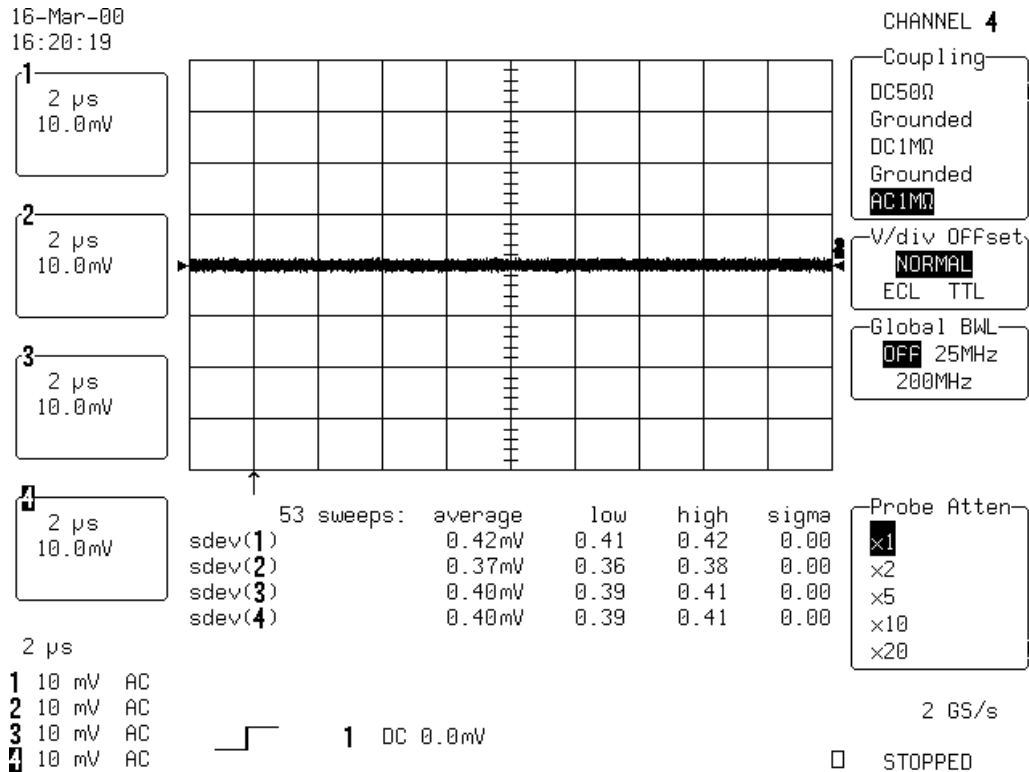 16-Mar-00
16:20:19
CHANNEL 4
1
2 µs
10.0mV
2
2 µs
10.0mV
3
2 µs
10.0mV
4
2 µs
10.0mV
Coupling
DC50Ω
Grounded
DC1MΩ
Grounded
AC1MΩ
V/div OFFset
NORMAL
ECL TTL
Global BWL
OFF 25MHz
200MHz
53 sweeps: average low high sigma
sdev(1) 0.42mV 0.41 0.42 0.00
sdev(2) 0.37mV 0.36 0.38 0.00
sdev(3) 0.40mV 0.39 0.41 0.00
sdev(4) 0.40mV 0.39 0.41 0.00
Probe Atten
x1
x2
x5
x10
x20
2 µs
1 10 mV AC
2 10 mV AC
3 10 mV AC
4 10 mV AC
1 DC 0.0mV
2 GS/s
STOPPED